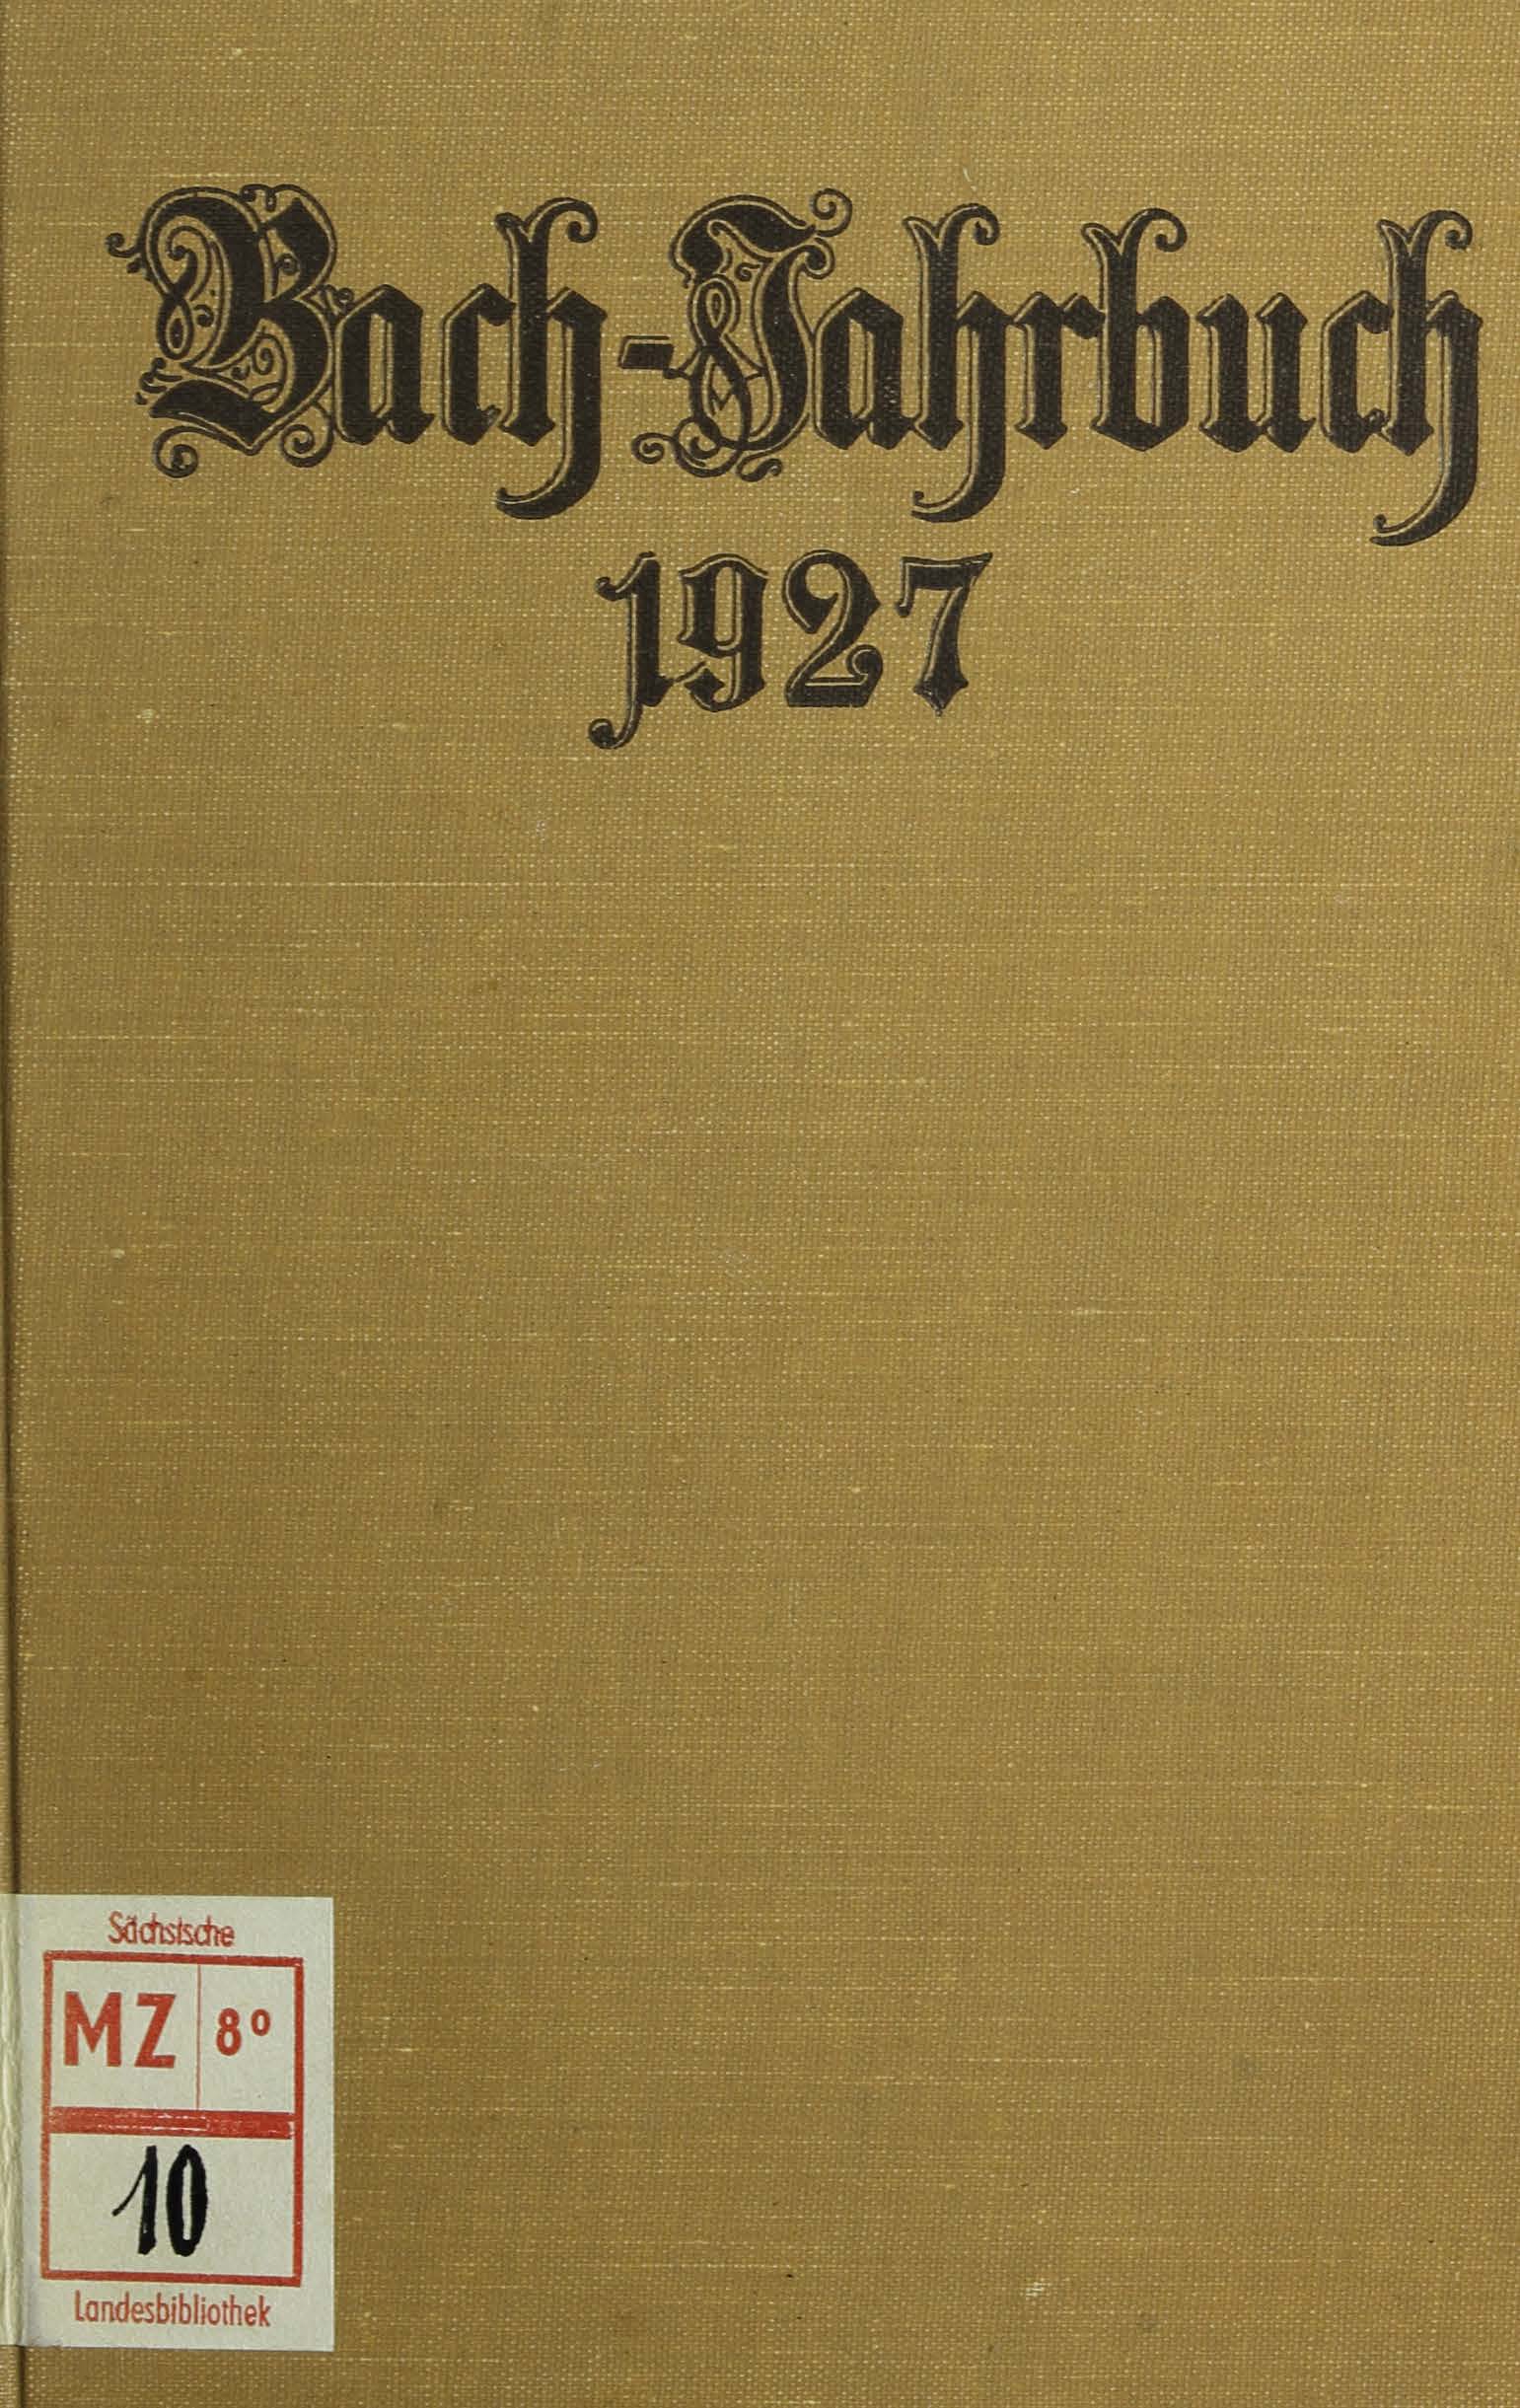 Bach-Jahrbuch
1927
Sächsische
MZ 8°
10
Landesbibliothek